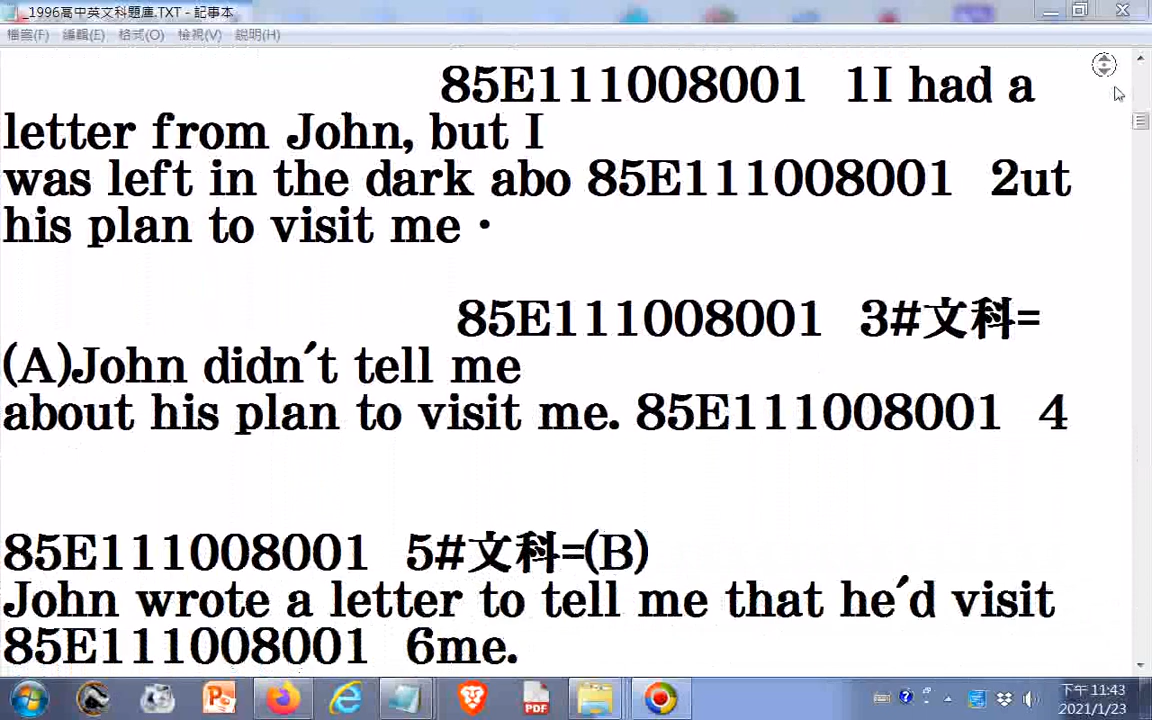 _1996高中英文科題庫.TXT - 記事本
檔案(F) 編輯(E) 格式(O) 檢視(V) 說明(H)
85E111008001 1I had a
letter from John, but I
was left in the dark abo 85E111008001 2ut
his plan to visit me·
85E111008001 3#文科=
(A)John didn´t tell me
about his plan to visit me. 85E111008001 4
85E111008001 5#文科=(B)
John wrote a letter to tell me that he´d visit
85E111008001 6me.
PDF
下午 11:43
2021/1/23